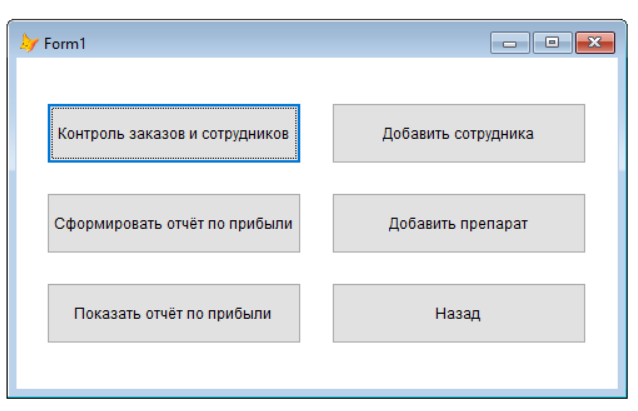 Form1
Контроль заказов и сотрудников
Добавить сотрудника
Сформировать отчёт по прибыли
Добавить препарат
Показать отчёт по прибыли
Назад